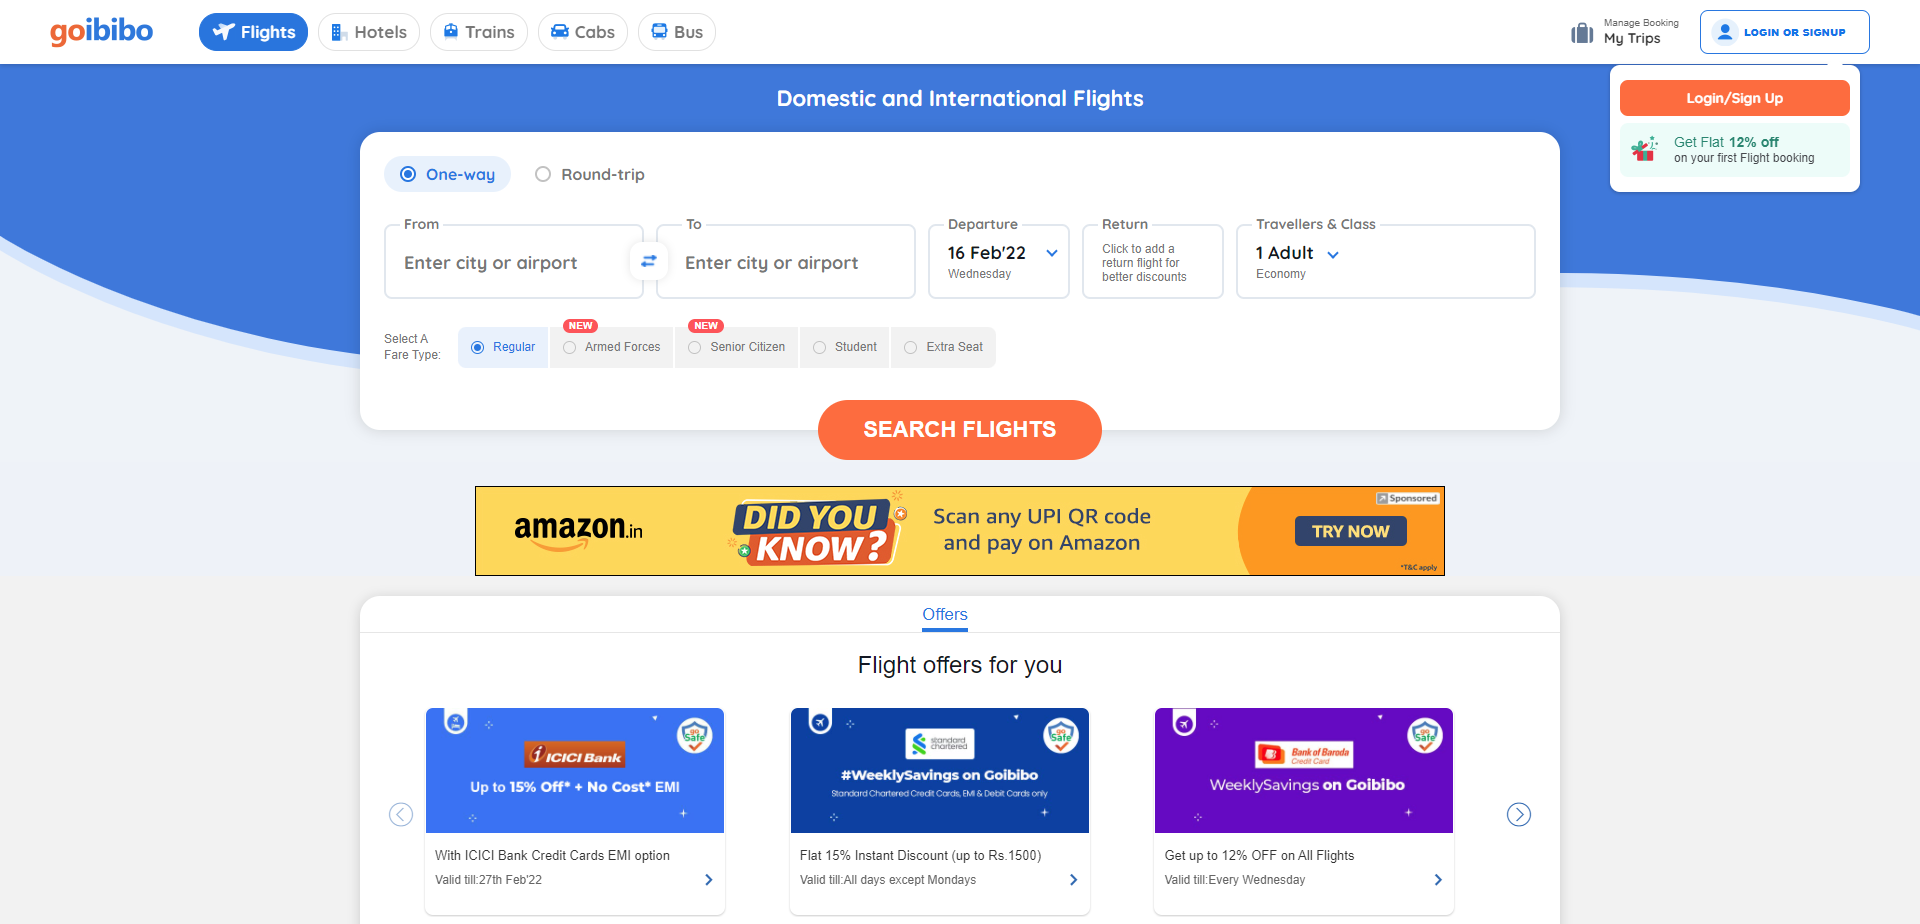 goibibo
Flights
Hotels
Trains
Cabs
Bus
Manage Booking
My Trips
LOGIN OR SIGNUP
Login/Sign Up
Get Flat 12% off
on your first Flight booking
Domestic and International Flights
One-way
Round-trip
From
Enter city or airport
To
Enter city or airport
Departure
16 Feb'22
Wednesday
Return
Click to add a
return flight for
better discounts
Travellers & Class
1 Adult
Economy
Select A
Fare Type:
Regular
NEW
Armed Forces
NEW
Senior Citizen
Student
Extra Seat
SEARCH FLIGHTS
amazon.in
DID YOU
KNOW?
Scan any UPI QR code
and pay on Amazon
Sponsored
TRY NOW
*T&C apply
Offers
Flight offers for you
go
Safe
ICICI Bank
Up to 15% Off* + No Cost* EMI
With ICICI Bank Credit Cards EMI option
Valid till:27th Feb'22
go
Safe
standard
chartered
#WeeklySavings on Goibibo
Standard Chartered Credit Cards, EMI & Debit Cards only
Flat 15% Instant Discount (up to Rs.1500)
Valid till:All days except Mondays
go
Safe
Bank of Baroda
Credit Card
WeeklySavings on Goibibo
Get up to 12% OFF on All Flights
Valid till:Every Wednesday